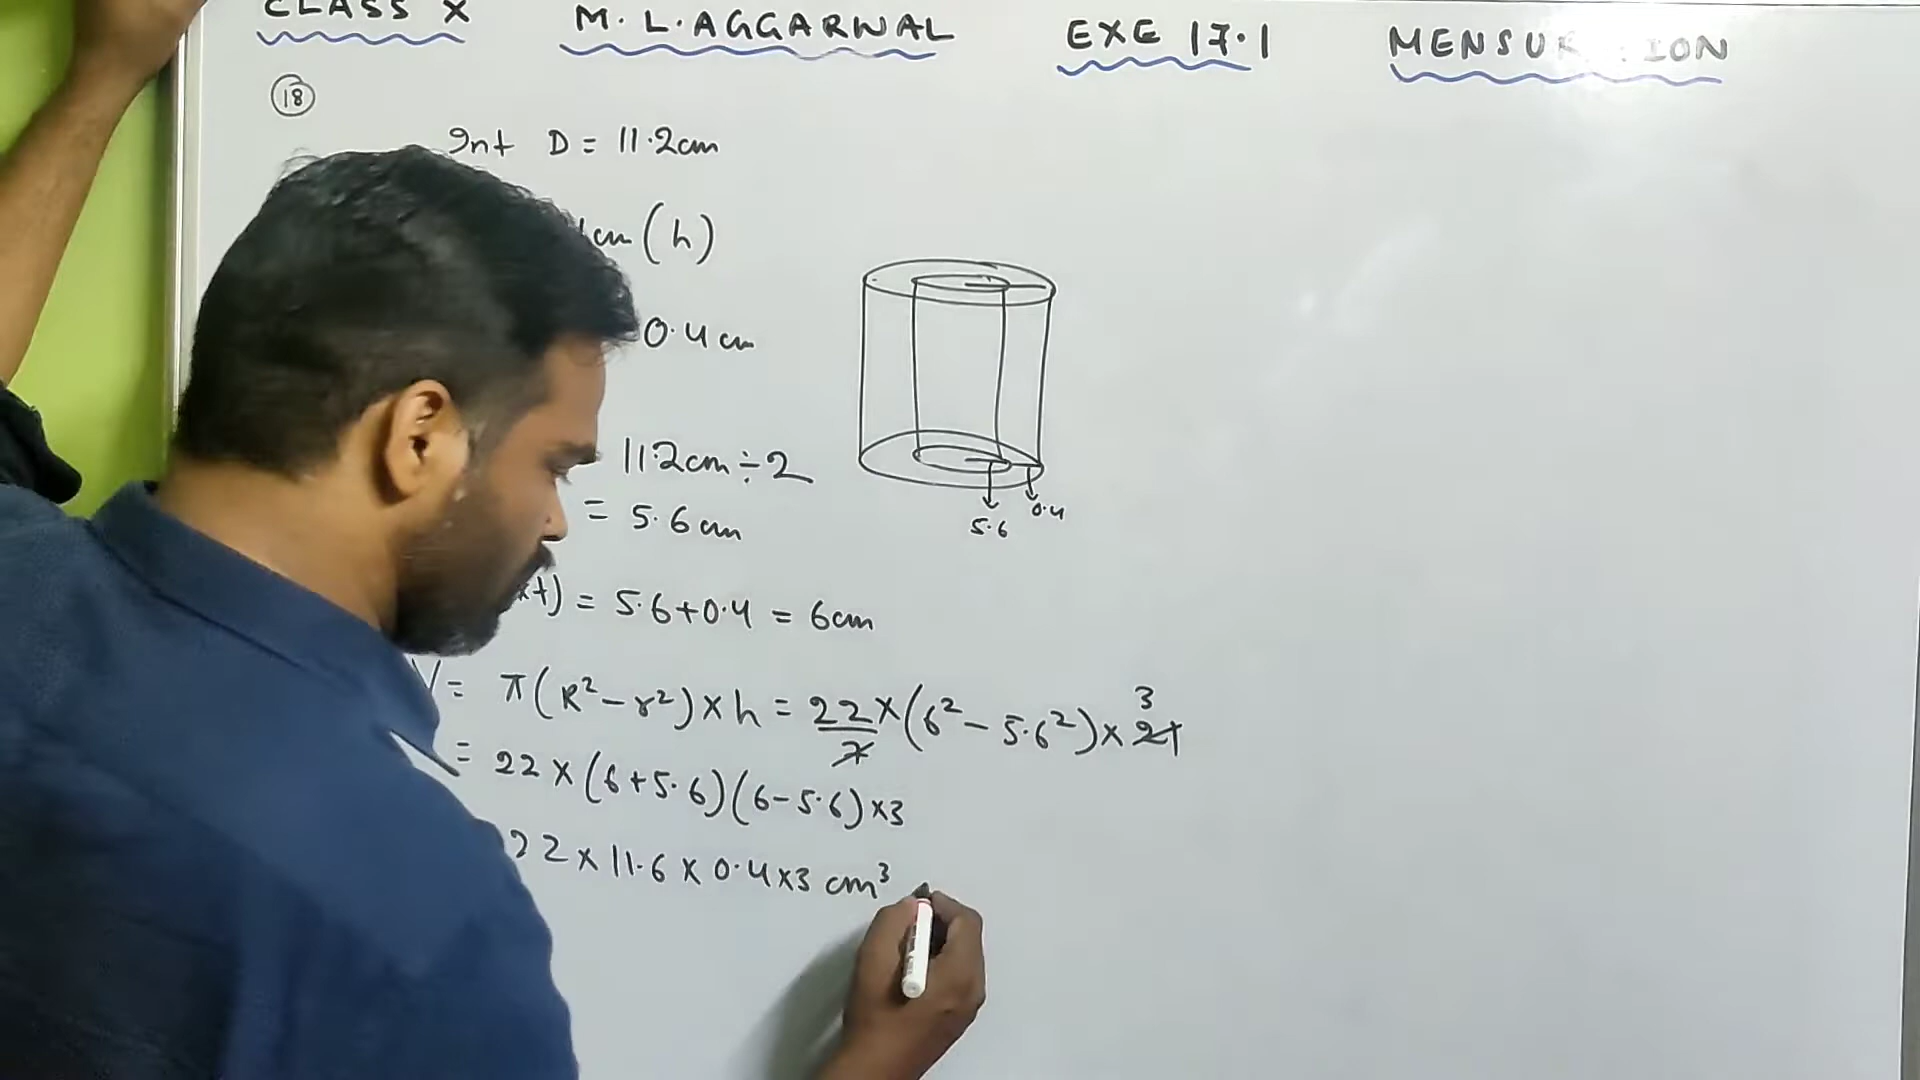 CLASS X M. L. AGGARWAL EXE 17.1 MENSURATION
18
Int D = 11.2cm
cm (h)
0.4 cm
11.2cm ÷ 2
= 5.6 cm
5.6 0.4
= 5.6+0.4 = 6cm
V = π(R²-r²)×h = 22/7 × (6² - 5.6²) × 21 3
= 22 × (6+5.6)(6-5.6)×3
22 × 11.6 × 0.4×3 cm³